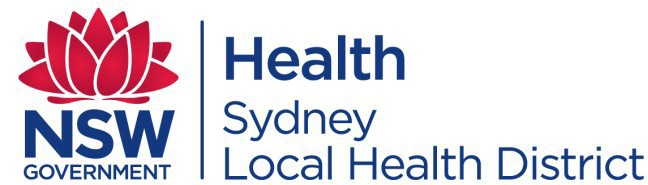 NSW
GOVERNMENT
Health
Sydney
Local Health District